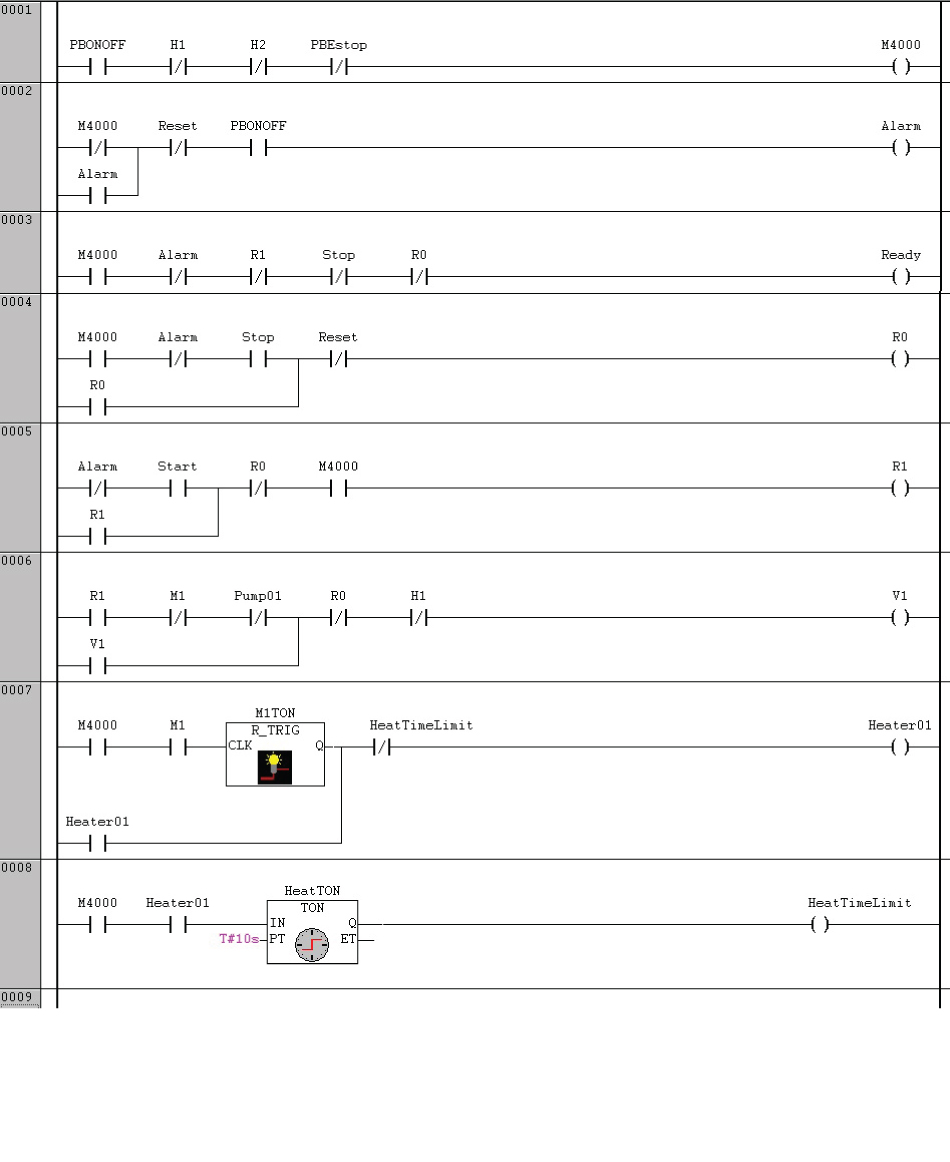 0001
PBONOFF H1 H2 PBEstop M4000
0002
M4000 Reset PBONOFF Alarm
Alarm
0003
M4000 Alarm R1 Stop R0 Ready
0004
M4000 Alarm Stop Reset R0
R0
0005
Alarm Start R0 M4000 R1
R1
0006
R1 M1 Pump01 R0 H1 V1
V1
0007
M1TON
M4000 M1 R_TRIG HeatTimeLimit Heater01
CLK Q
Heater01
0008
HeatTON
M4000 Heater01 TON HeatTimeLimit
IN Q
T#10s PT ET
0009